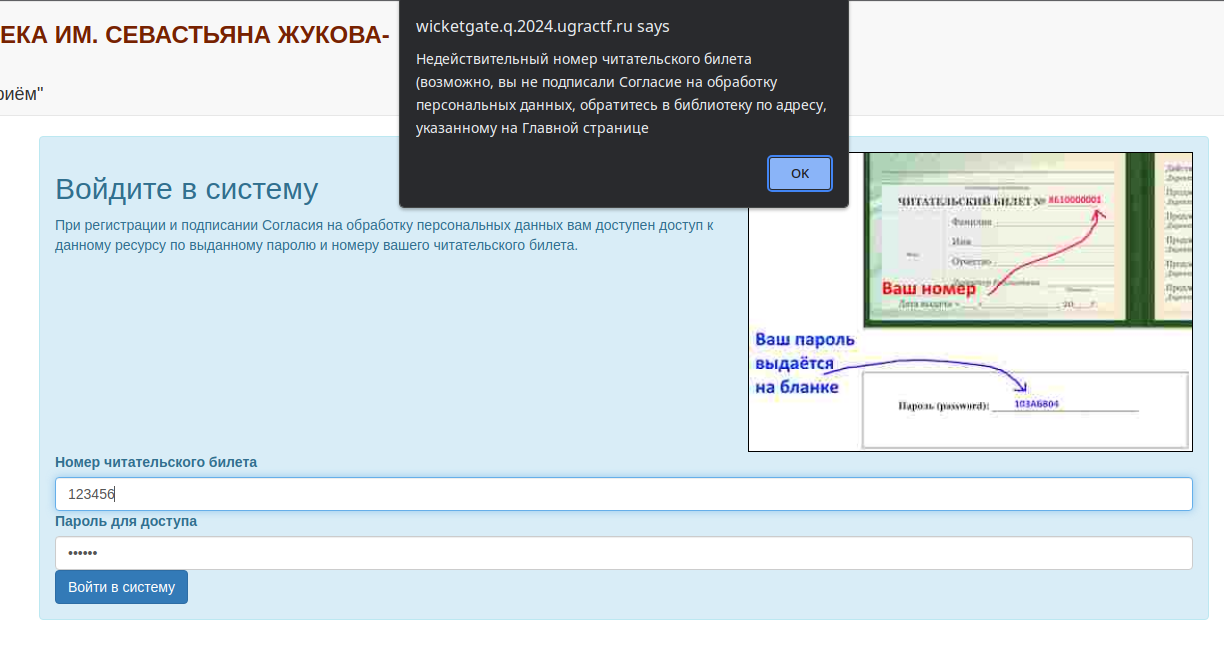 wicketgate.q.2024.ugractf.ru says
Недействительный номер читательского билета
(возможно, вы не подписали Согласие на обработку
персональных данных, обратитесь в библиотеку по адресу,
указанному на Главной странице
OK
ЕКА ИМ. СЕВАСТЬЯНА ЖУКОВА-
риём"
Войдите в систему
При регистрации и подписании Согласия на обработку персональных данных вам доступен доступ к
данному ресурсу по выданному паролю и номеру вашего читательского билета.
ЧИТАТЕЛЬСКИЙ БИЛЕТ № 8610000001
Фамилия
Имя
Отчество
Ваш номер
Дата выдачи « » 20 г.
Ваш пароль
выдаётся
на бланке
Пароль (password): 103A6B04
Номер читательского билета
123456
Пароль для доступа
••••••
Войти в систему